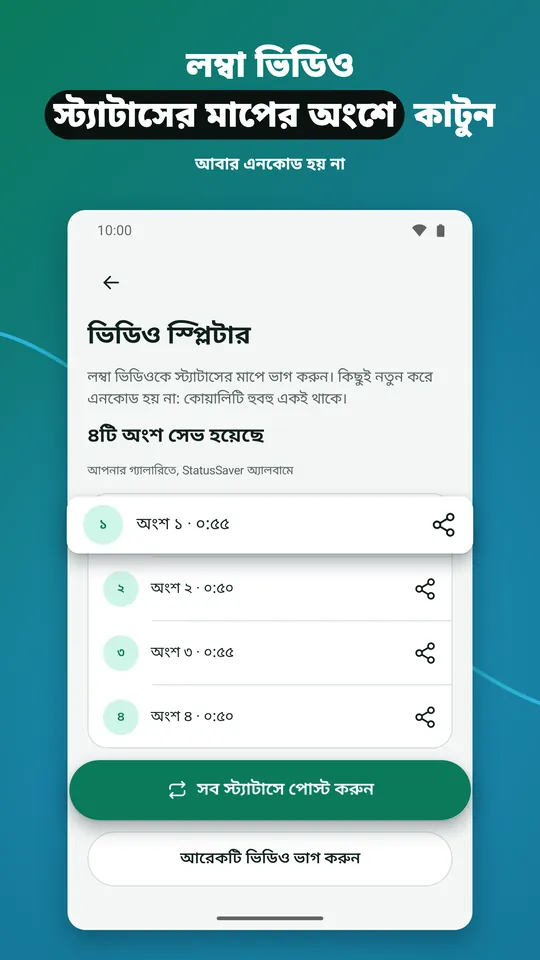 লম্বা ভিডিও
স্ট্যাটাসের মাপের অংশে কাটুন
আবার এনকোড হয় না
10:00
ভিডিও স্প্লিটার
লম্বা ভিডিওকে স্ট্যাটাসের মাপে ভাগ করুন। কিছুই নতুন করে
এনকোড হয় না: কোয়ালিটি হুবহু একই থাকে।
৪টি অংশ সেভ হয়েছে
আপনার গ্যালারিতে, StatusSaver অ্যালবামে
১ অংশ ১ · ০:৫৫
২ অংশ ২ · ০:৫০
৩ অংশ ৩ · ০:৫৫
৪ অংশ ৪ · ০:৫০
সব স্ট্যাটাসে পোস্ট করুন
আরেকটি ভিডিও ভাগ করুন